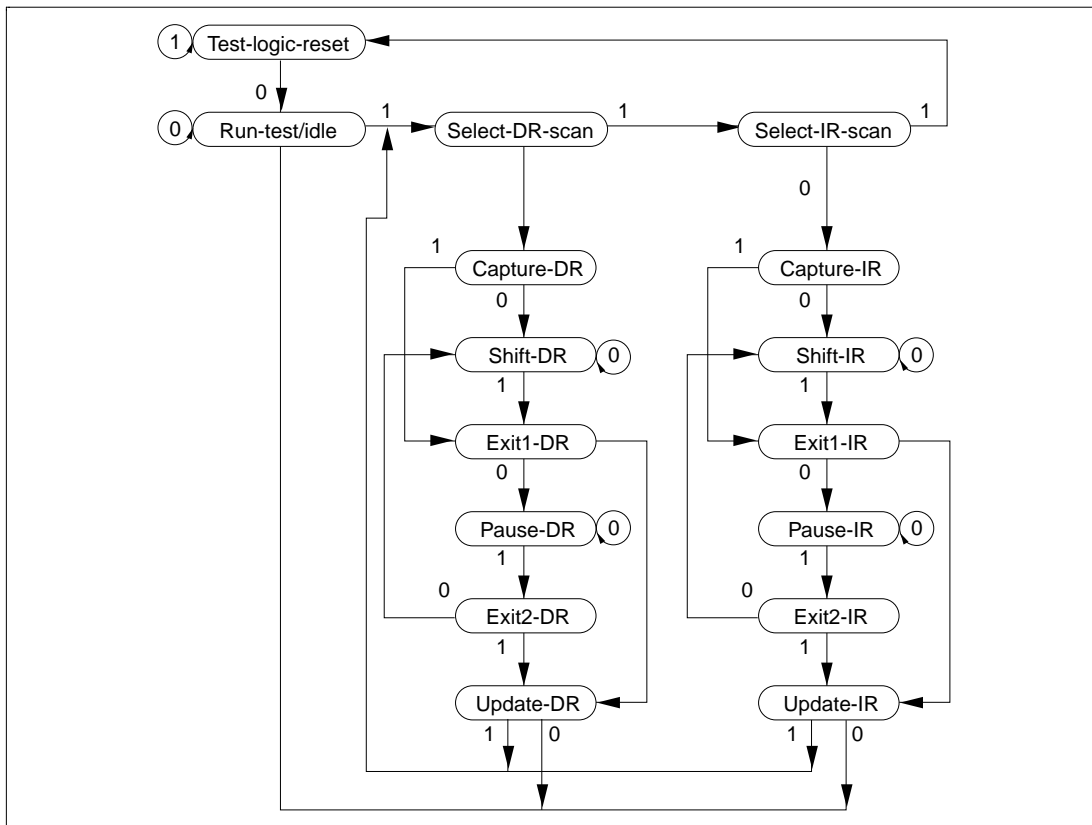 1 Test-logic-reset
0
0 Run-test/idle 1 Select-DR-scan 1 Select-IR-scan 1
0
1 1
Capture-DR Capture-IR
0 0
Shift-DR 0 Shift-IR 0
1 1
Exit1-DR Exit1-IR
0 0
Pause-DR 0 Pause-IR 0
1 1
0 0
Exit2-DR Exit2-IR
1 1
Update-DR Update-IR
1 0 1 0